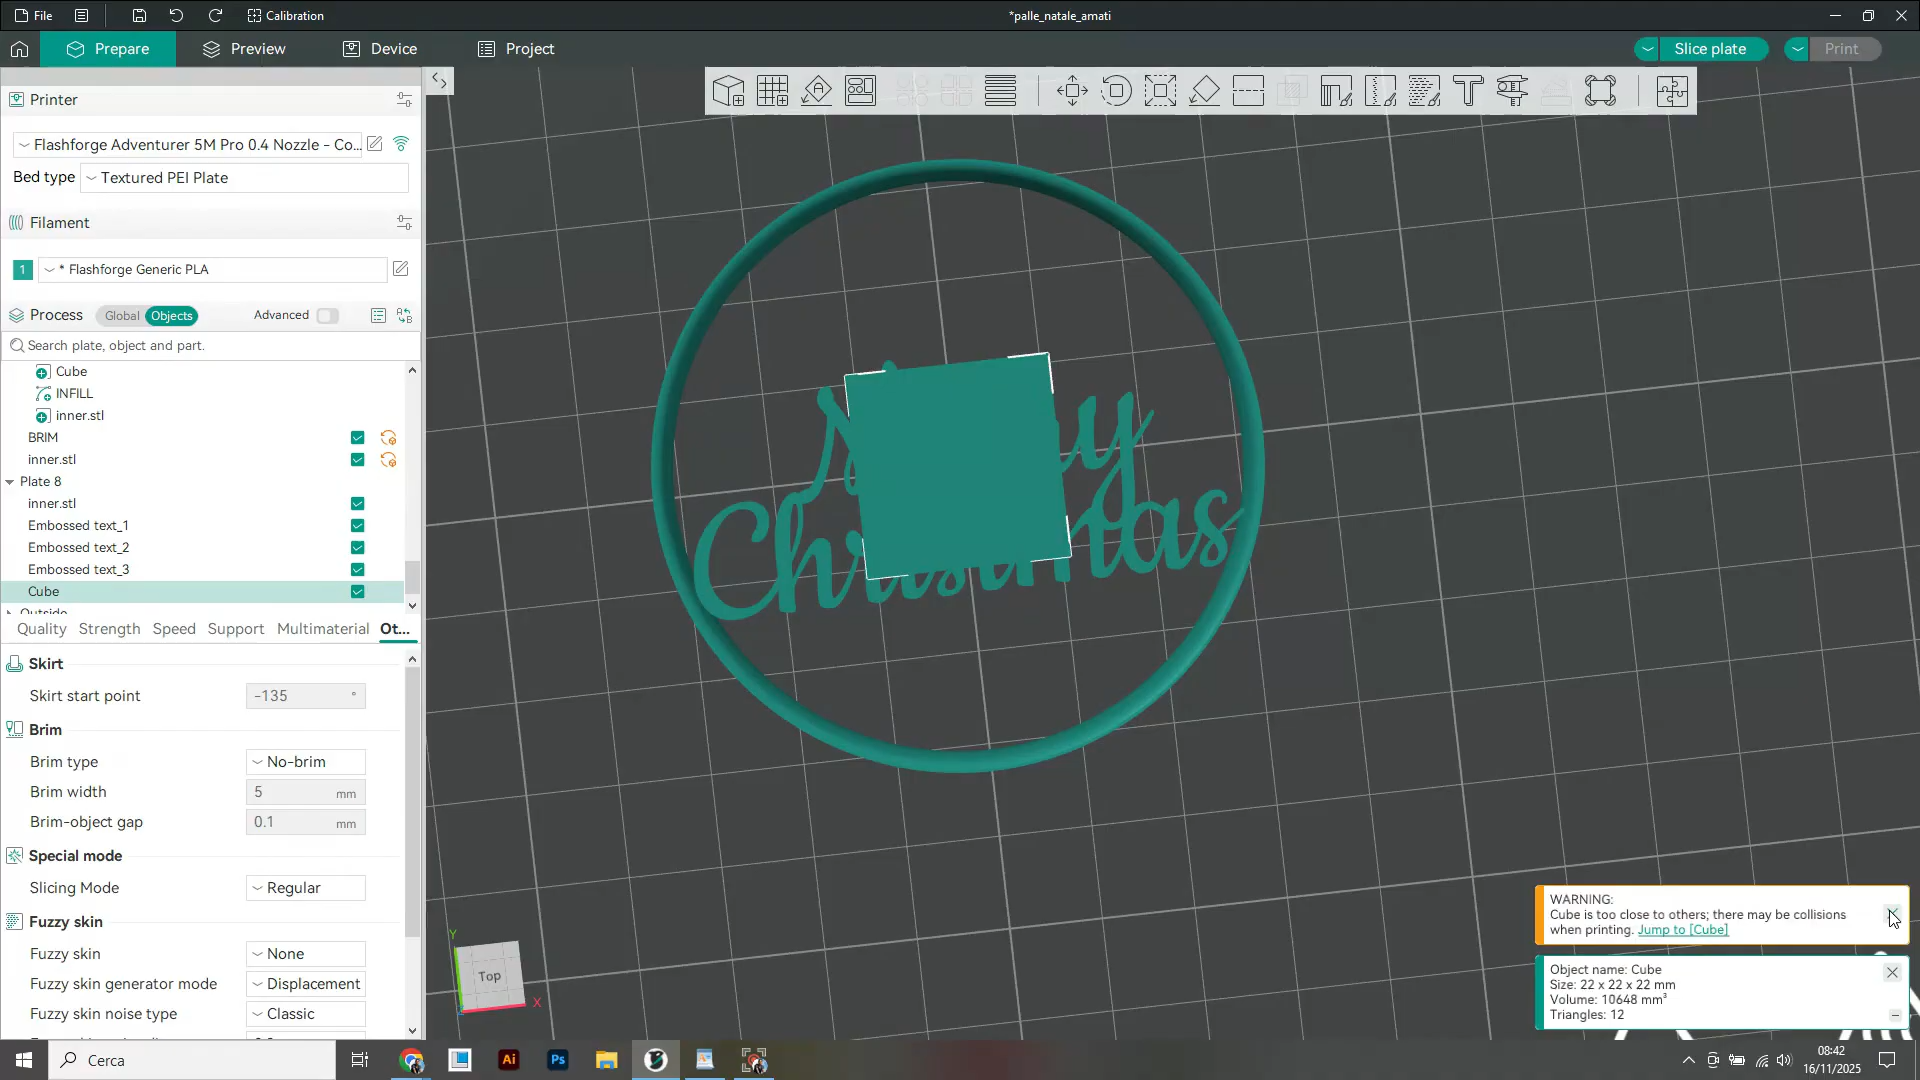 File
Calibration
*palle_natale_amati
Prepare
Preview
Device
Project
Slice plate
Print
Printer
Flashforge Adventurer 5M Pro 0.4 Nozzle - Co...
Bed type
Textured PEI Plate
Filament
1
* Flashforge Generic PLA
Process
Global
Objects
Advanced
Search plate, object and part.
Cube
INFILL
inner.stl
BRIM
inner.stl
Plate 8
inner.stl
Embossed text_1
Embossed text_2
Embossed text_3
Cube
Outside
Quality
Strength
Speed
Support
Multimaterial
Ot...
Skirt
Skirt start point
-135 °
Brim
Brim type
No-brim
Brim width
5 mm
Brim-object gap
0.1 mm
Special mode
Slicing Mode
Regular
Fuzzy skin
Fuzzy skin
None
Fuzzy skin generator mode
Displacement
Fuzzy skin noise type
Classic
Christmas
Y
Top
X
WARNING:
Cube is too close to others; there may be collisions
when printing. Jump to [Cube]
Object name: Cube
Size: 22 x 22 x 22 mm
Volume: 10648 mm³
Triangles: 12
Cerca
Ai
Ps
08:42
16/11/2025